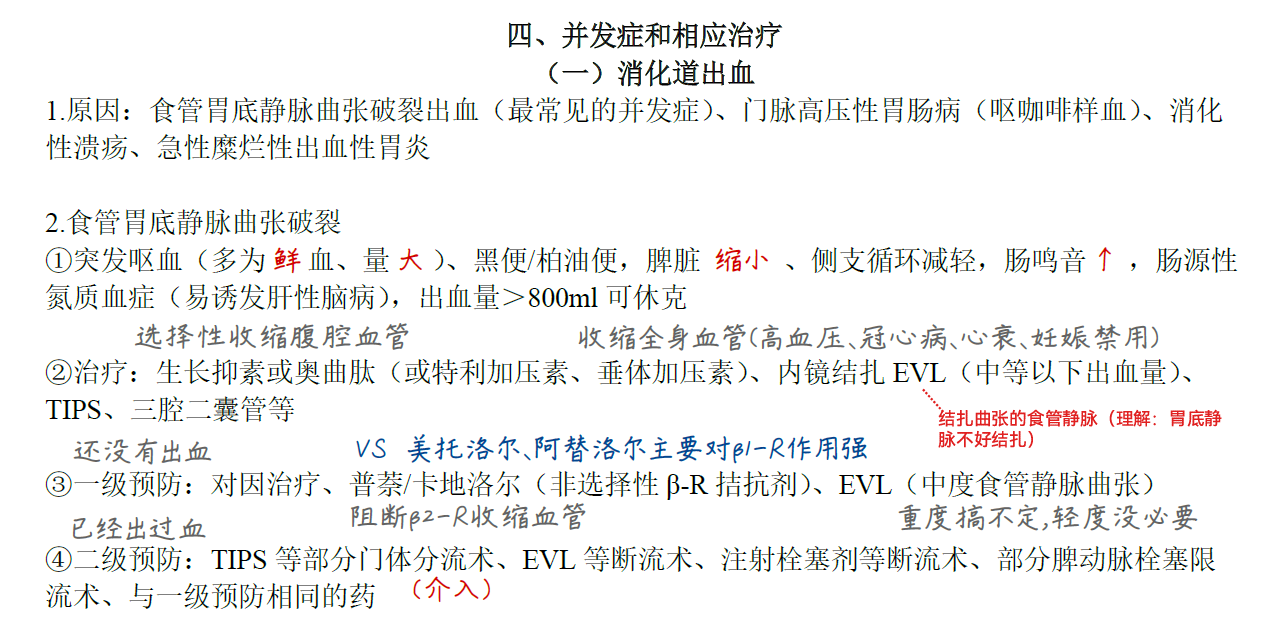 四、并发症和相应治疗
（一）消化道出血
1.原因：食管胃底静脉曲张破裂出血（最常见的并发症）、门脉高压性胃肠病（呕咖啡样血）、消化
性溃疡、急性糜烂性出血性胃炎
2.食管胃底静脉曲张破裂
①突发呕血（多为 鲜 血、量 大 ）、黑便/柏油便，脾脏 缩小 、侧支循环减轻，肠鸣音 ↑ ，肠源性
氮质血症（易诱发肝性脑病），出血量＞800ml 可休克
选择性收缩腹腔血管 收缩全身血管(高血压、冠心病、心衰、妊娠禁用)
②治疗：生长抑素或奥曲肽（或特利加压素、垂体加压素）、内镜结扎 EVL（中等以下出血量）、
TIPS、三腔二囊管等
结扎曲张的食管静脉（理解：胃底静
脉不好结扎）
还没有出血 VS 美托洛尔、阿替洛尔主要对β1-R作用强
③一级预防：对因治疗、普萘/卡地洛尔（非选择性 β-R 拮抗剂）、EVL（中度食管静脉曲张）
已经出过血 阻断β2-R收缩血管 重度搞不定,轻度没必要
④二级预防：TIPS 等部分门体分流术、EVL 等断流术、注射栓塞剂等断流术、部分脾动脉栓塞限
流术、与一级预防相同的药 （介入）